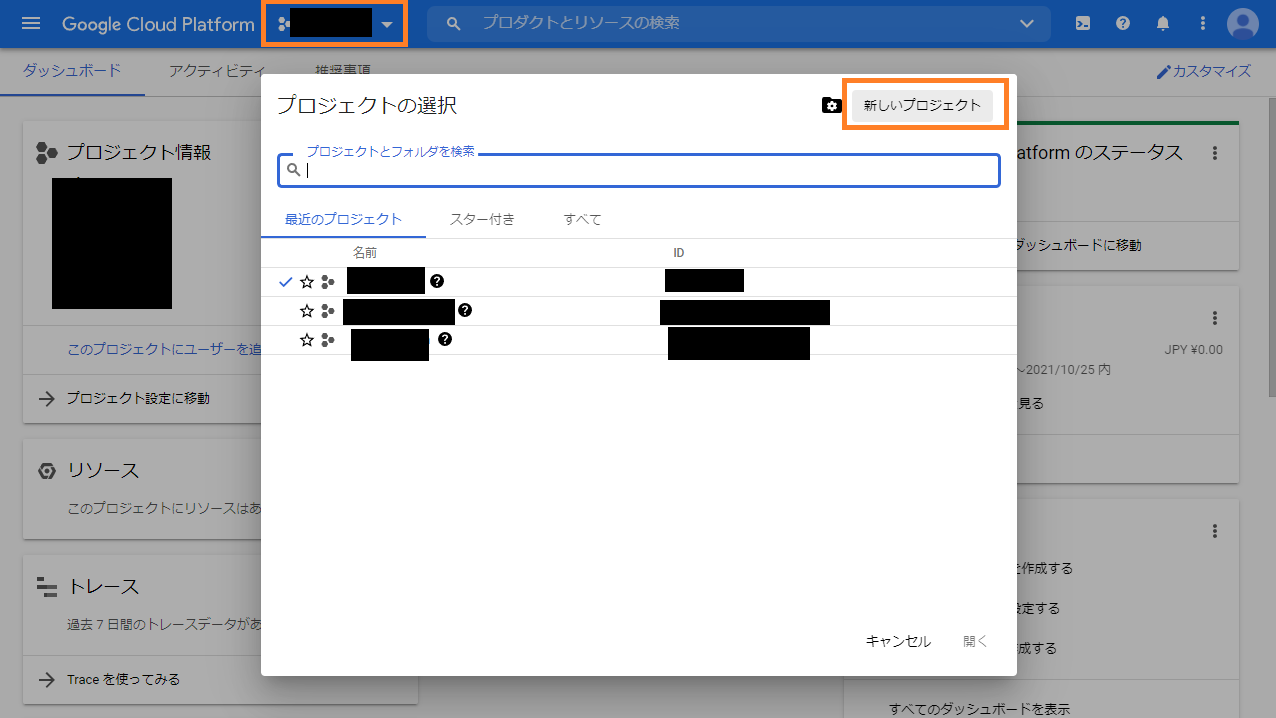 Google Cloud Platform
プロダクトとリソースの検索
ダッシュボード
アクティビティ
推奨事項
カスタマイズ
プロジェクトの選択
新しいプロジェクト
プロジェクトとフォルダを検索
最近のプロジェクト
スター付き
すべて
名前
ID
キャンセル
開く
プロジェクト情報
このプロジェクトにユーザーを追
プロジェクト設定に移動
リソース
このプロジェクトにリソースはあ
トレース
過去 7 日間のトレースデータがあ
Trace を使ってみる
atform のステータス
ダッシュボードに移動
JPY ¥0.00
～2021/10/25 内
見る
を作成する
設定する
成する
すべてのダッシュボードを表示